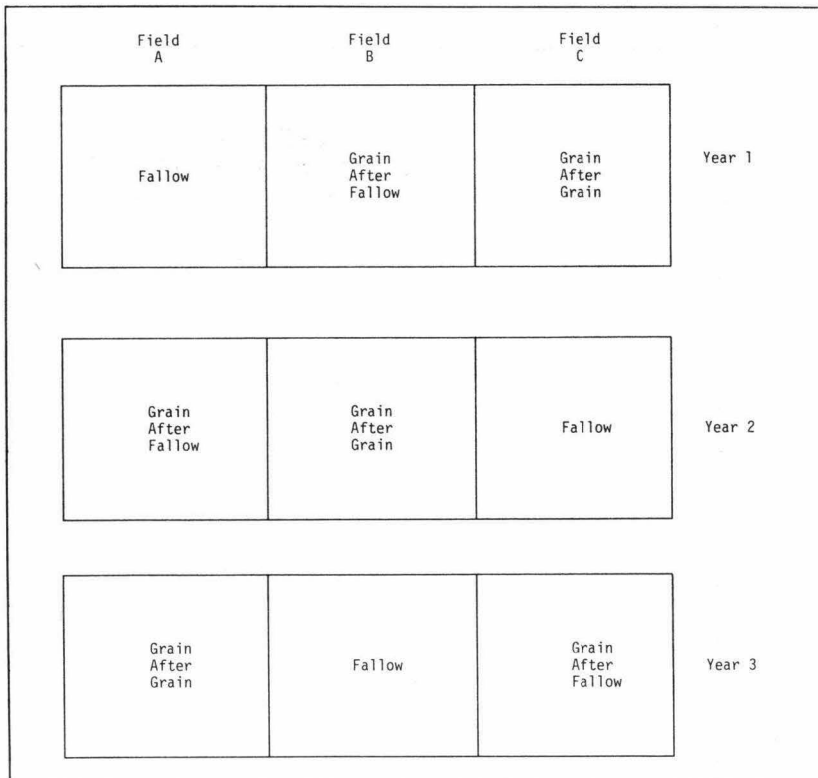 Field Field Field
A B C
Fallow
Grain
After
Fallow
Grain
After
Grain
Year 1
Grain
After
Fallow
Grain
After
Grain
Fallow
Year 2
Grain
After
Grain
Fallow
Grain
After
Fallow
Year 3